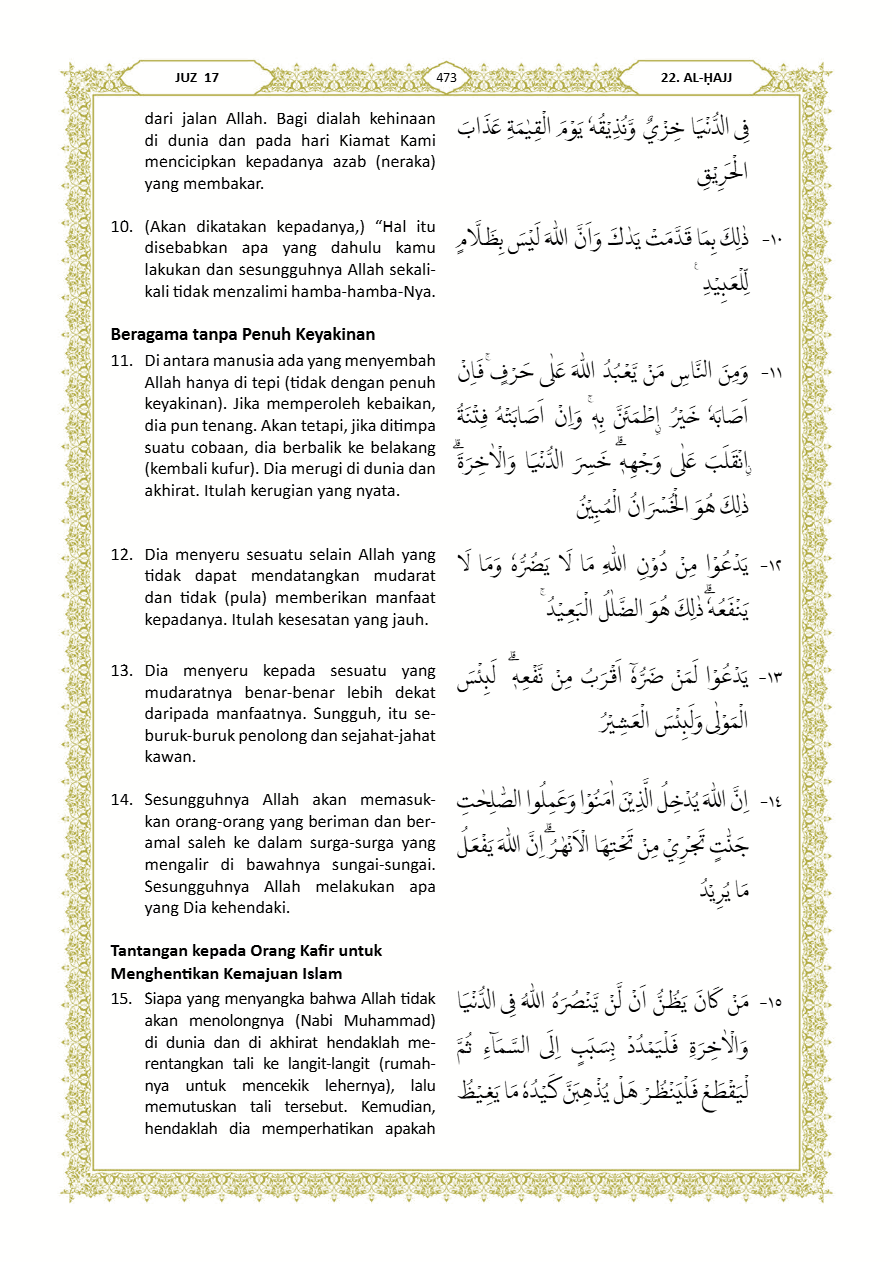 JUZ 17
473
22. AL-ḤAJJ
dari jalan Allah. Bagi dialah kehinaan
di dunia dan pada hari Kiamat Kami
mencicipkan kepadanya azab (neraka)
yang membakar.
فِى الدُّنْيَا خِزْيٌ وَّنُذِيْقُهٗ يَوْمَ الْقِيٰمَةِ عَذَابَ
الْحَرِيْقِ
10. (Akan dikatakan kepadanya,) “Hal itu
disebabkan apa yang dahulu kamu
lakukan dan sesungguhnya Allah sekali-
kali tidak menzalimi hamba-hamba-Nya.
١٠- ذٰلِكَ بِمَا قَدَّمَتْ يَدٰكَ وَاَنَّ اللّٰهَ لَيْسَ بِظَلَّامٍ
لِّلْعَبِيْدِ ۚ
Beragama tanpa Penuh Keyakinan
11. Di antara manusia ada yang menyembah
Allah hanya di tepi (tidak dengan penuh
keyakinan). Jika memperoleh kebaikan,
dia pun tenang. Akan tetapi, jika ditimpa
suatu cobaan, dia berbalik ke belakang
(kembali kufur). Dia merugi di dunia dan
akhirat. Itulah kerugian yang nyata.
١١- وَمِنَ النَّاسِ مَنْ يَّعْبُدُ اللّٰهَ عَلٰى حَرْفٍۚ فَاِنْ
اَصَابَهٗ خَيْرُ ِۨاطْمَـَٔنَّ بِهٖۚ وَاِنْ اَصَابَتْهُ فِتْنَةُ
ِۨانْقَلَبَ عَلٰى وَجْهِهٖۗ خَسِرَ الدُّنْيَا وَالْاٰخِرَةَۗ
ذٰلِكَ هُوَ الْخُسْرَانُ الْمُبِيْنُ
12. Dia menyeru sesuatu selain Allah yang
tidak dapat mendatangkan mudarat
dan tidak (pula) memberikan manfaat
kepadanya. Itulah kesesatan yang jauh.
١٢- يَدْعُوْا مِنْ دُوْنِ اللّٰهِ مَا لَا يَضُرُّهٗ وَمَا لَا
يَنْفَعُهٗۗ ذٰلِكَ هُوَ الضَّلٰلُ الْبَعِيْدُ ۚ
13. Dia menyeru kepada sesuatu yang
mudaratnya benar-benar lebih dekat
daripada manfaatnya. Sungguh, itu se-
buruk-buruk penolong dan sejahat-jahat
kawan.
١٣- يَدْعُوْا لَمَنْ ضَرُّهٗٓ اَقْرَبُ مِنْ نَّفْعِهٖۗ لَبِئْسَ
الْمَوْلٰى وَلَبِئْسَ الْعَشِيْرُ
14. Sesungguhnya Allah akan memasuk-
kan orang-orang yang beriman dan ber-
amal saleh ke dalam surga-surga yang
mengalir di bawahnya sungai-sungai.
Sesungguhnya Allah melakukan apa
yang Dia kehendaki.
١٤- اِنَّ اللّٰهَ يُدْخِلُ الَّذِيْنَ اٰمَنُوْا وَعَمِلُوا الصّٰلِحٰتِ
جَنّٰتٍ تَجْرِيْ مِنْ تَحْتِهَا الْاَنْهٰرُۗ اِنَّ اللّٰهَ يَفْعَلُ
مَا يُرِيْدُ
Tantangan kepada Orang Kafir untuk
Menghentikan Kemajuan Islam
15. Siapa yang menyangka bahwa Allah tidak
akan menolongnya (Nabi Muhammad)
di dunia dan di akhirat hendaklah me-
rentangkan tali ke langit-langit (rumah-
nya untuk mencekik lehernya), lalu
memutuskan tali tersebut. Kemudian,
hendaklah dia memperhatikan apakah
١٥- مَنْ كَانَ يَظُنُّ اَنْ لَّنْ يَّنْصُرَهُ اللّٰهُ فِى الدُّنْيَا
وَالْاٰخِرَةِ فَلْيَمْدُدْ بِسَبَبٍ اِلَى السَّمَاۤءِ ثُمَّ
لْيَقْطَعْ فَلْيَنْظُرْ هَلْ يُذْهِبَنَّ كَيْدُهٗ مَا يَغِيْظُ